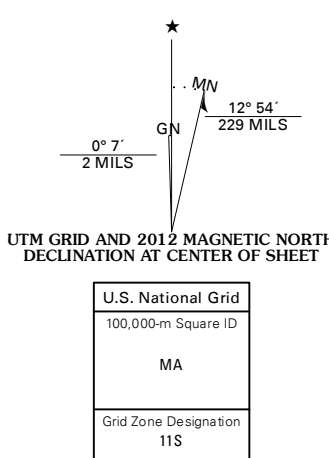 ★
MN
GN
12° 54´
229 MILS
0° 7´
2 MILS
UTM GRID AND 2012 MAGNETIC NORTH
DECLINATION AT CENTER OF SHEET
U.S. National Grid
100,000-m Square ID
MA
Grid Zone Designation
11S